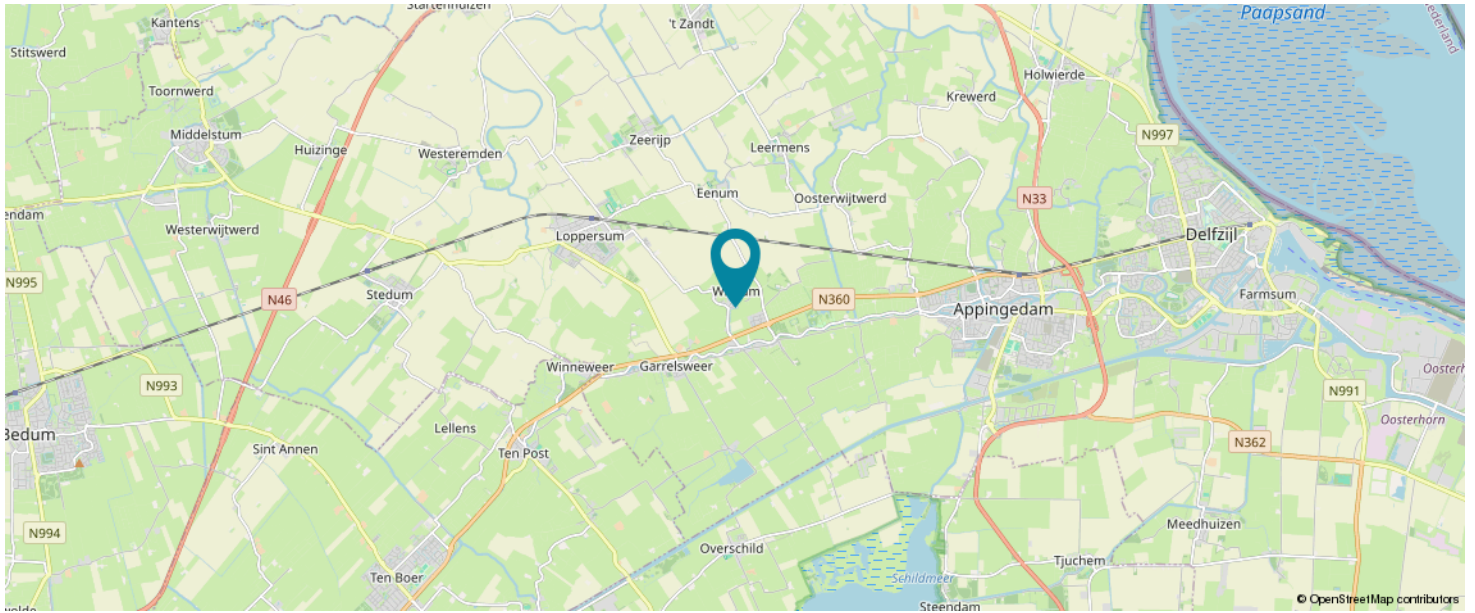 Startenhuizen
Paapsand
Nederland
Kantens
't Zandt
Stitswerd
Holwierde
Toornwerd
Krewerd
Middelstum
N997
Zeerijp
Huizinge
Westeremden
Leermens
Eenum
Oosterwijtwerd
N33
Westerwijtwerd
Loppersum
Delfzijl
N995
Stedum
N46
N360
Farmsum
Appingedam
Winneweer
Garrelsweer
N993
N991
Oosterhorn
Bedum
Lellens
N362
Sint Annen
Ten Post
N994
Meedhuizen
Overschild
Tjuchem
Ten Boer
Schildmeer
Steendam
© OpenStreetMap contributors